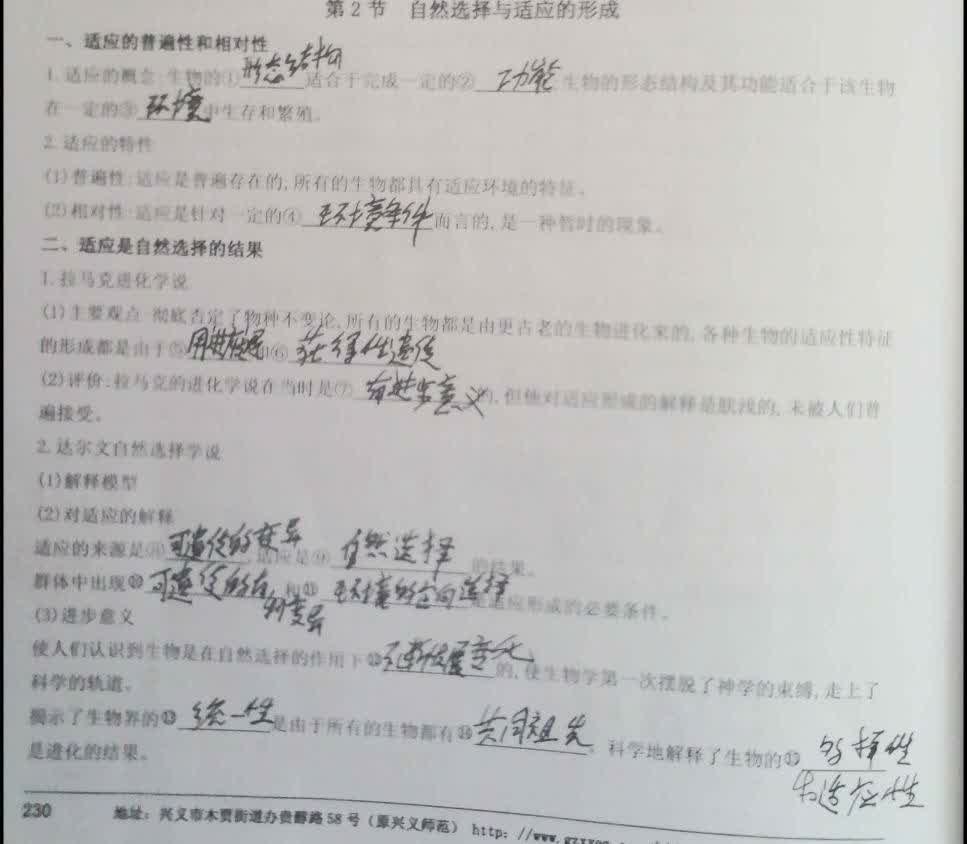 第2节 自然选择与适应的形成
一、适应的普遍性和相对性
1.适应的概念:生物的①形态结构适合于完成一定的②功能,生物的形态结构及其功能适合于该生物
在一定的③环境中生存和繁殖。
2.适应的特性
(1)普遍性:适应是普遍存在的,所有的生物都具有适应环境的特征。
(2)相对性:适应是针对一定的④环境条件而言的,是一种暂时的现象。
二、适应是自然选择的结果
1.拉马克进化学说
(1)主要观点:彻底否定了物种不变论,所有的生物都是由更古老的生物进化来的,各种生物的适应性特征
的形成都是由于⑤用进废退和⑥获得性遗传
(2)评价:拉马克的进化学说在当时是⑦有进步意义的,但他对适应形成的解释是肤浅的,未被人们普
遍接受。
2.达尔文自然选择学说
(1)解释模型
(2)对适应的解释
适应的来源是⑧可遗传的变异,适应是⑨自然选择的结果。
群体中出现⑩可遗传的有利变异和⑪环境的定向选择是适应形成的必要条件。
(3)进步意义
使人们认识到生物是在自然选择的作用下⑫不断发展变化的,使生物学第一次摆脱了神学的束缚,走上了
科学的轨道。
揭示了生物界的⑬统一性是由于所有的生物都有⑭共同祖先。科学地解释了生物的⑮
性
和适应性
是进化的结果。
230 地址:兴义市木贾街道办贵醇路58号(原兴义师范) http://www.